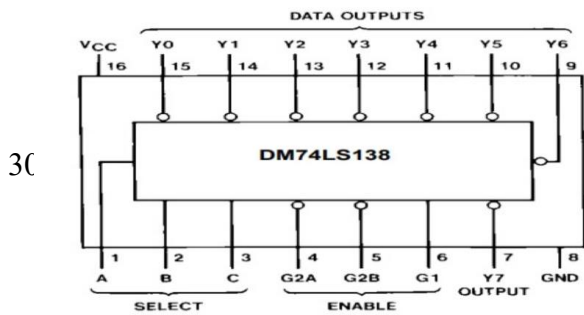 DATA OUTPUTS
VCC Y0 Y1 Y2 Y3 Y4 Y5 Y6
16 15 14 13 12 11 10 9
DM74LS138
30
1 2 3 4 5 6 7 8
A B C G2A G2B G1 Y7 GND
OUTPUT
SELECT ENABLE